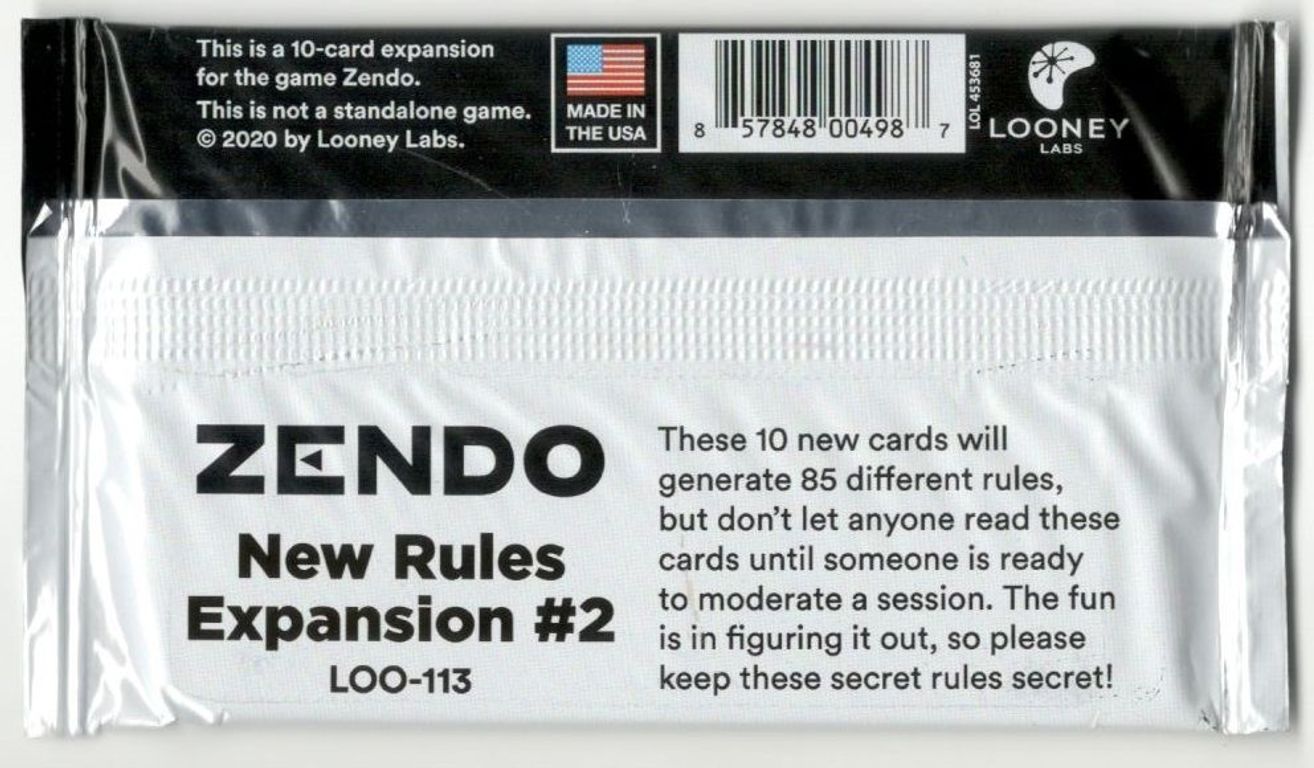 This is a 10-card expansion
for the game Zendo.
This is not a standalone game.
© 2020 by Looney Labs.
MADE IN
THE USA
8 57848 00498 7
LOL 453681
LOONEY
LABS
ZENDO
New Rules
Expansion #2
LOO-113
These 10 new cards will
generate 85 different rules,
but don't let anyone read these
cards until someone is ready
to moderate a session. The fun
is in figuring it out, so please
keep these secret rules secret!